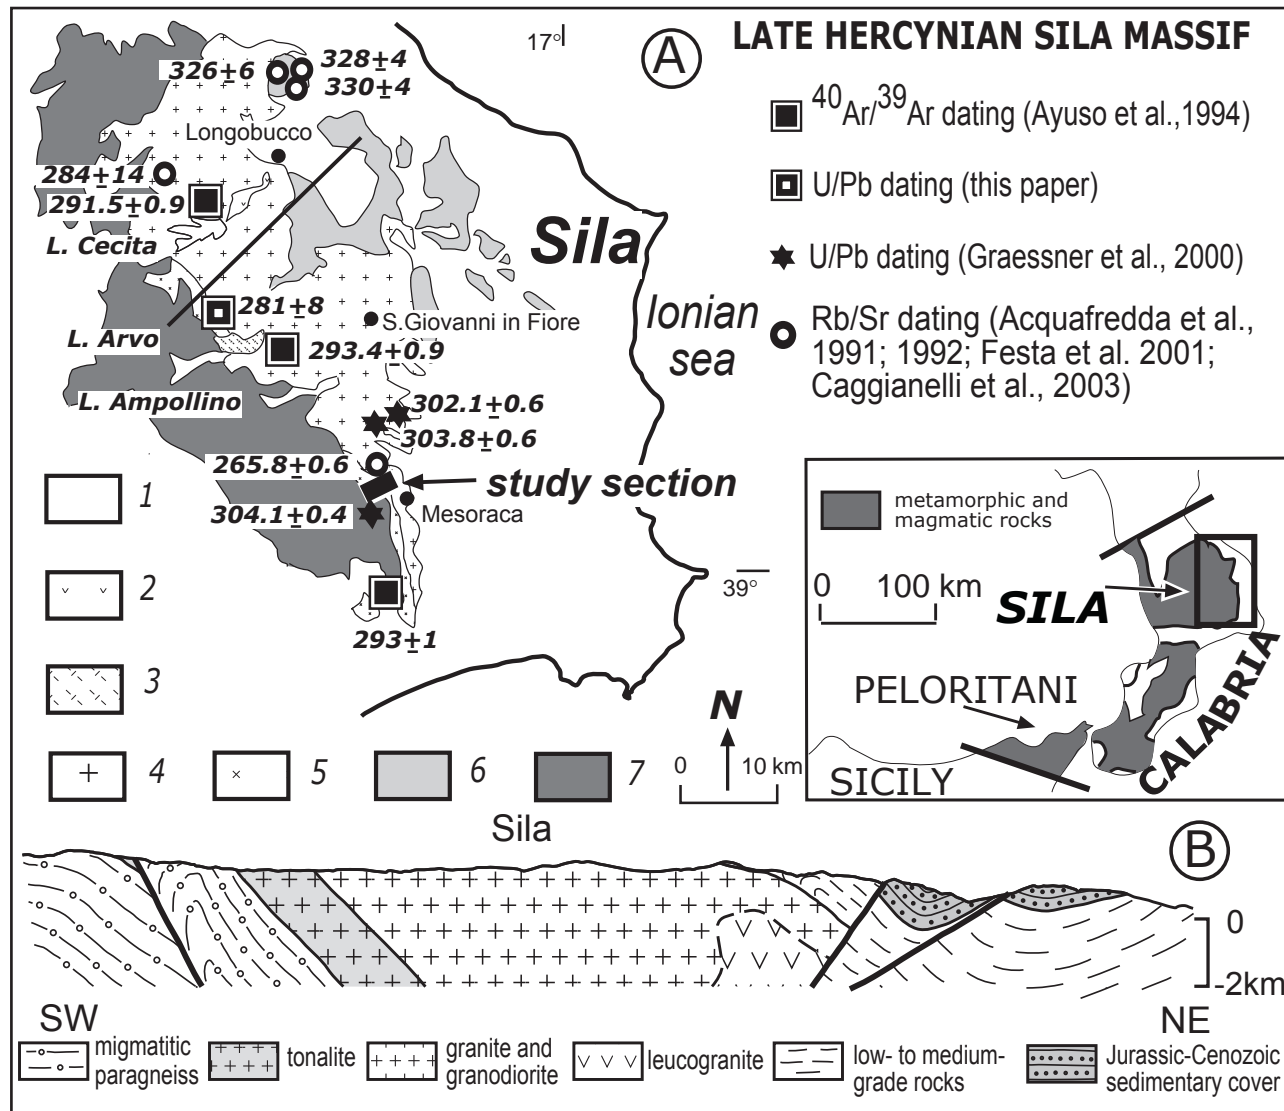 LATE HERCYNIAN SILA MASSIF
A
17°
40Ar/39Ar dating (Ayuso et al.,1994)
U/Pb dating (this paper)
U/Pb dating (Graessner et al., 2000)
Rb/Sr dating (Acquafredda et al.,
1991; 1992; Festa et al. 2001;
Caggianelli et al., 2003)
326±6
328±4
330±4
Longobucco
284±14
291.5±0.9
L. Cecita
Sila
281±8
L. Arvo
S.Giovanni in Fiore
293.4±0.9
Ionian
sea
L. Ampollino
302.1±0.6
303.8±0.6
265.8±0.6
study section
304.1±0.4
Mesoraca
39°
293±1
1
2
3
4
5
6
7
N
0
10 km
metamorphic and
magmatic rocks
0
100 km
SILA
PELORITANI
CALABRIA
SICILY
Sila
B
0
-2km
SW
NE
migmatitic
paragneiss
tonalite
granite and
granodiorite
leucogranite
low- to medium-
grade rocks
Jurassic-Cenozoic
sedimentary cover